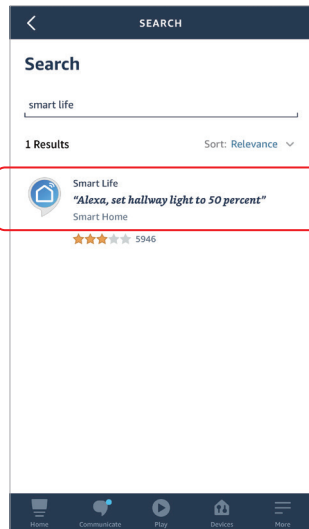 SEARCH
Search
smart life
1 Results Sort: Relevance
Smart Life
"Alexa, set hallway light to 50 percent"
Smart Home
5946
Home Communicate Play Devices More